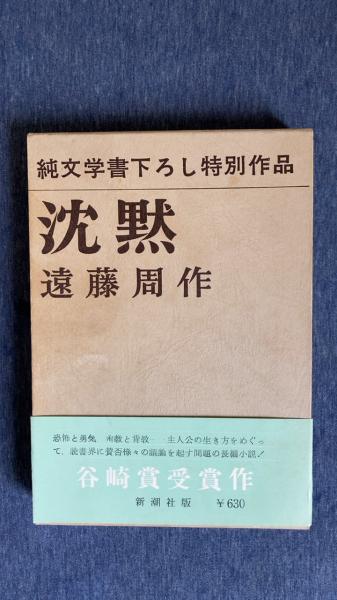 純文学書下ろし特別作品
沈黙
遠藤周作
恐怖と勇気 布教と背教── 主人公の生き方をめぐっ
て、読書界に賛否様々の議論を起す問題の長編小説!
谷崎賞受賞作
新潮社版 ¥630